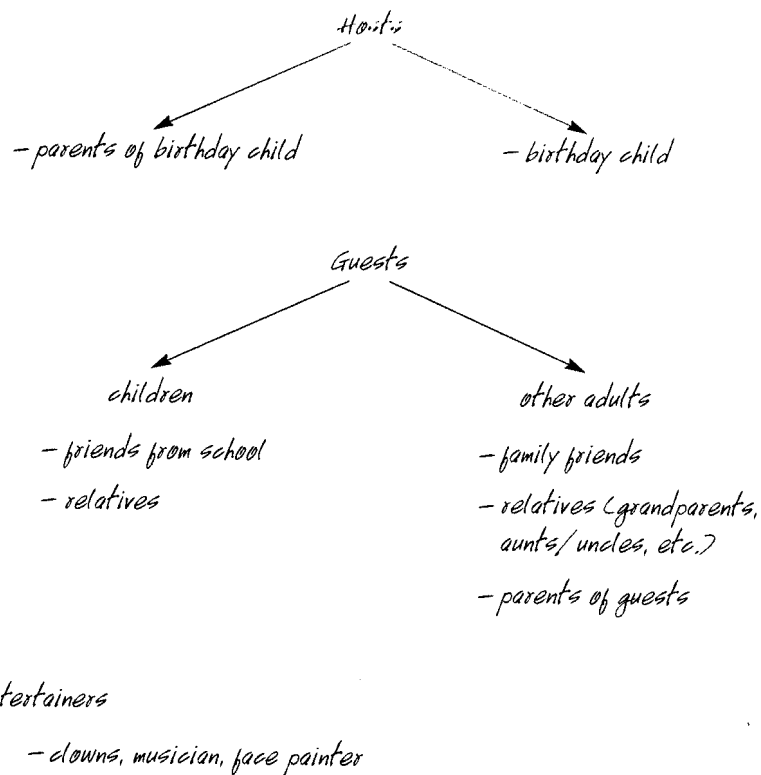 Hosts
- parents of birthday child
- birthday child
Guests
children
other adults
- friends from school
- family friends
- relatives
- relatives (grandparents,
aunts/uncles, etc.)
- parents of guests
tertainers
- clowns, musician, face painter